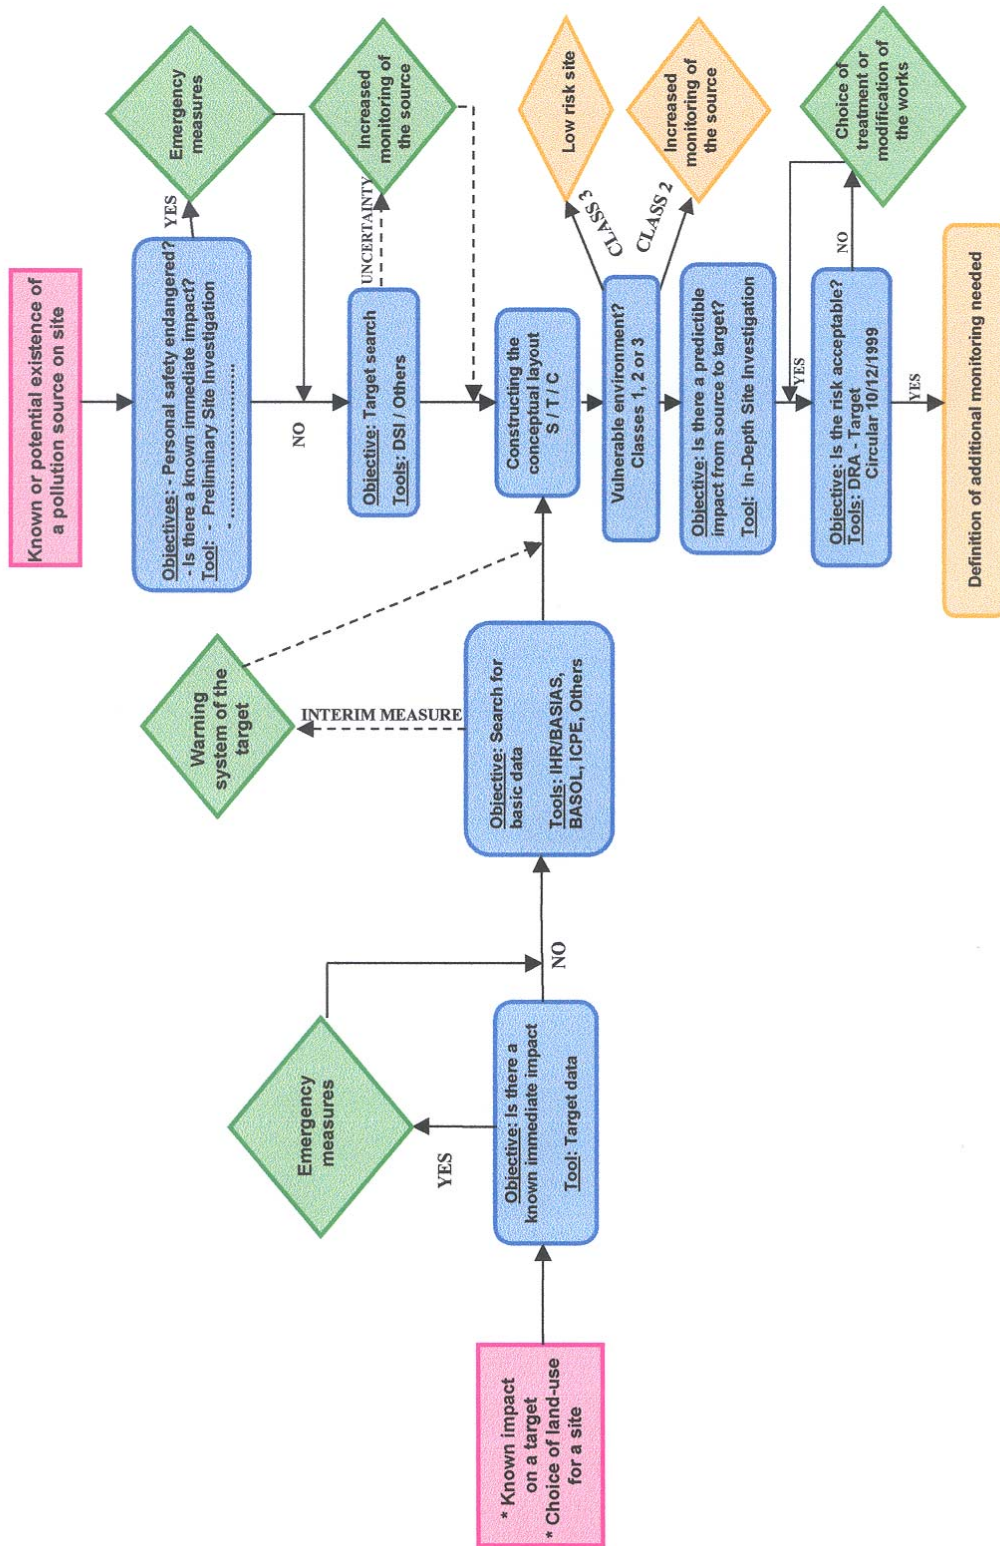 Known or potential existence of
a pollution source on site
Objectives: - Personal safety endangered?
- Is there a known immediate impact?
Tool: - Preliminary Site Investigation
- ........................
YES
Emergency
measures
NO
Objective: Target search
Tools: DSI / Others
UNCERTAINTY
Increased
monitoring of
the source
Constructing the
conceptual layout
S / T / C
Vulnerable environment?
Classes 1, 2 or 3
CLASS 3
Low risk site
CLASS 2
Increased
monitoring of
the source
Objective: Is there a predictible
impact from source to target?
Tool: In-Depth Site Investigation
YES
Objective: Is the risk acceptable?
Tools: DRA - Target
Circular 10/12/1999
NO
Choice of
treatment or
modification of
the works
YES
Definition of additional monitoring needed
Warning
system of the
target
INTERIM MEASURE
Objective: Search for
basic data
Tools: IHR/BASIAS,
BASOL, ICPE, Others
Emergency
measures
NO
YES
Objective: Is there a
known immediate impact
Tool: Target data
* Known impact
on a target
* Choice of land-use
for a site